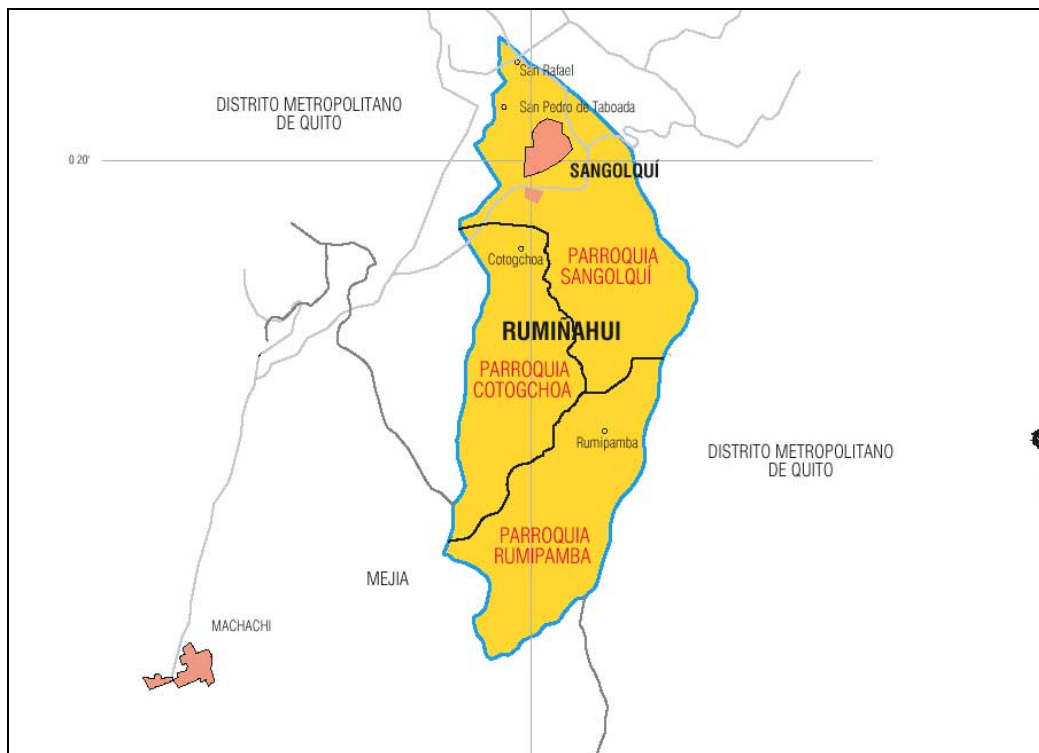 San Rafael
DISTRITO METROPOLITANO
DE QUITO
San Pedro de Taboada
0 20'
SANGOLQUÍ
Cotogchoa
PARROQUIA
SANGOLQUÍ
RUMIÑAHUI
PARROQUIA
COTOGCHOA
Rumipamba
DISTRITO METROPOLITANO
DE QUITO
PARROQUIA
RUMIPAMBA
MEJIA
MACHACHI